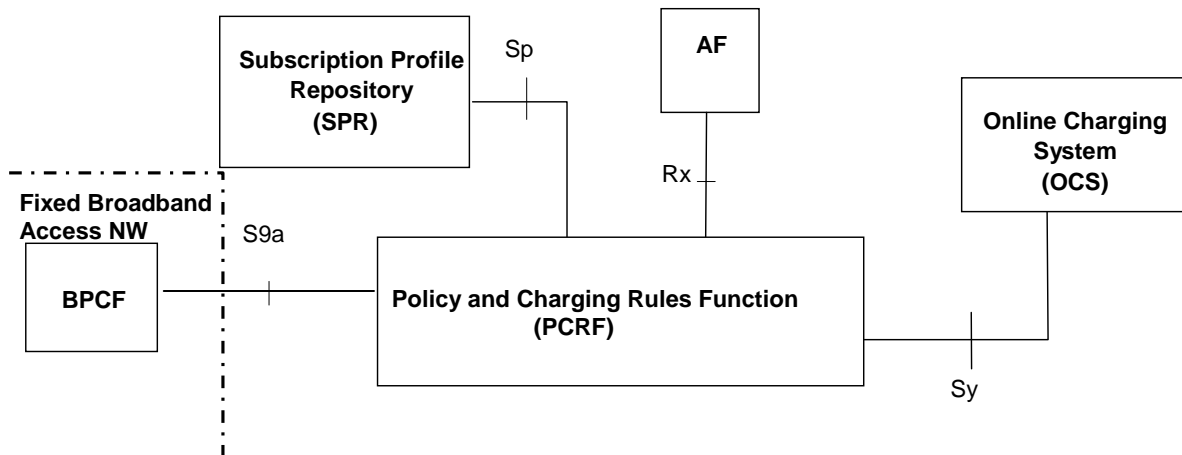 Subscription Profile
Repository
(SPR)
Sp
AF
Online Charging
System
(OCS)
Rx
Fixed Broadband
Access NW
S9a
BPCF
Policy and Charging Rules Function
(PCRF)
Sy